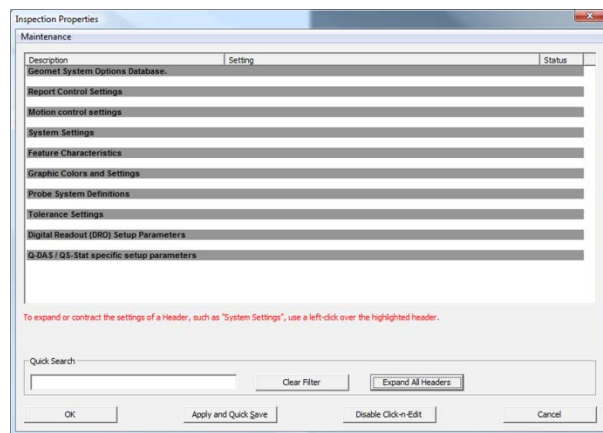 Inspection Properties
Maintenance
Description Setting Status
Geomet System Options Database.
Report Control Settings
Motion control settings
System Settings
Feature Characteristics
Graphic Colors and Settings
Probe System Definitions
Tolerance Settings
Digital Readout (DRO) Setup Parameters
Q-DAS / QS-Stat specific setup parameters
To expand or contract the settings of a Header, such as "System Settings", use a left-click over the highlighted header.
Quick Search
Clear Filter Expand All Headers
OK Apply and Quick Save Disable Click-n-Edit Cancel